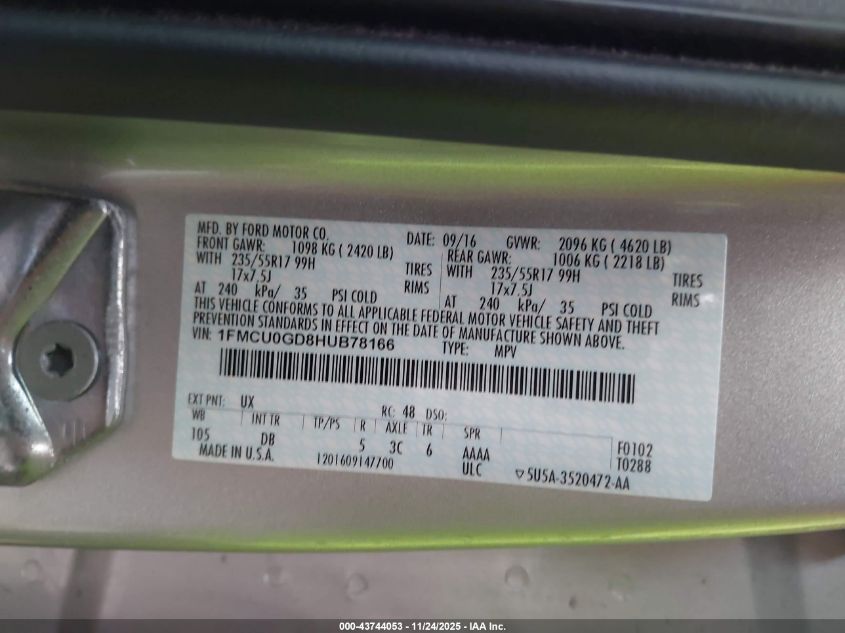 MFD. BY FORD MOTOR CO. DATE: 09/16 GVWR: 2096 KG ( 4620 LB)
FRONT GAWR: 1098 KG ( 2420 LB) REAR GAWR: 1006 KG ( 2218 LB)
WITH 235/55R17 99H TIRES WITH 235/55R17 99H TIRES
17x7.5J RIMS 17x7.5J RIMS
AT 240 kPa/ 35 PSI COLD AT 240 kPa/ 35 PSI COLD
THIS VEHICLE CONFORMS TO ALL APPLICABLE FEDERAL MOTOR VEHICLE SAFETY AND THEFT
PREVENTION STANDARDS IN EFFECT ON THE DATE OF MANUFACTURE SHOWN ABOVE.
VIN: 1FMCU0GD8HUB78166 TYPE: MPV
EXT PNT: UX RC: 48 DSO:
WB INT TR TP/PS R AXLE TR SPR
105 DB 5 3C 6 AAAA F0102
MADE IN U.S.A. 1201609147700 ULC T0288
▽5U5A-3520472-AA
000-43744053 - 11/24/2025 - IAA Inc.